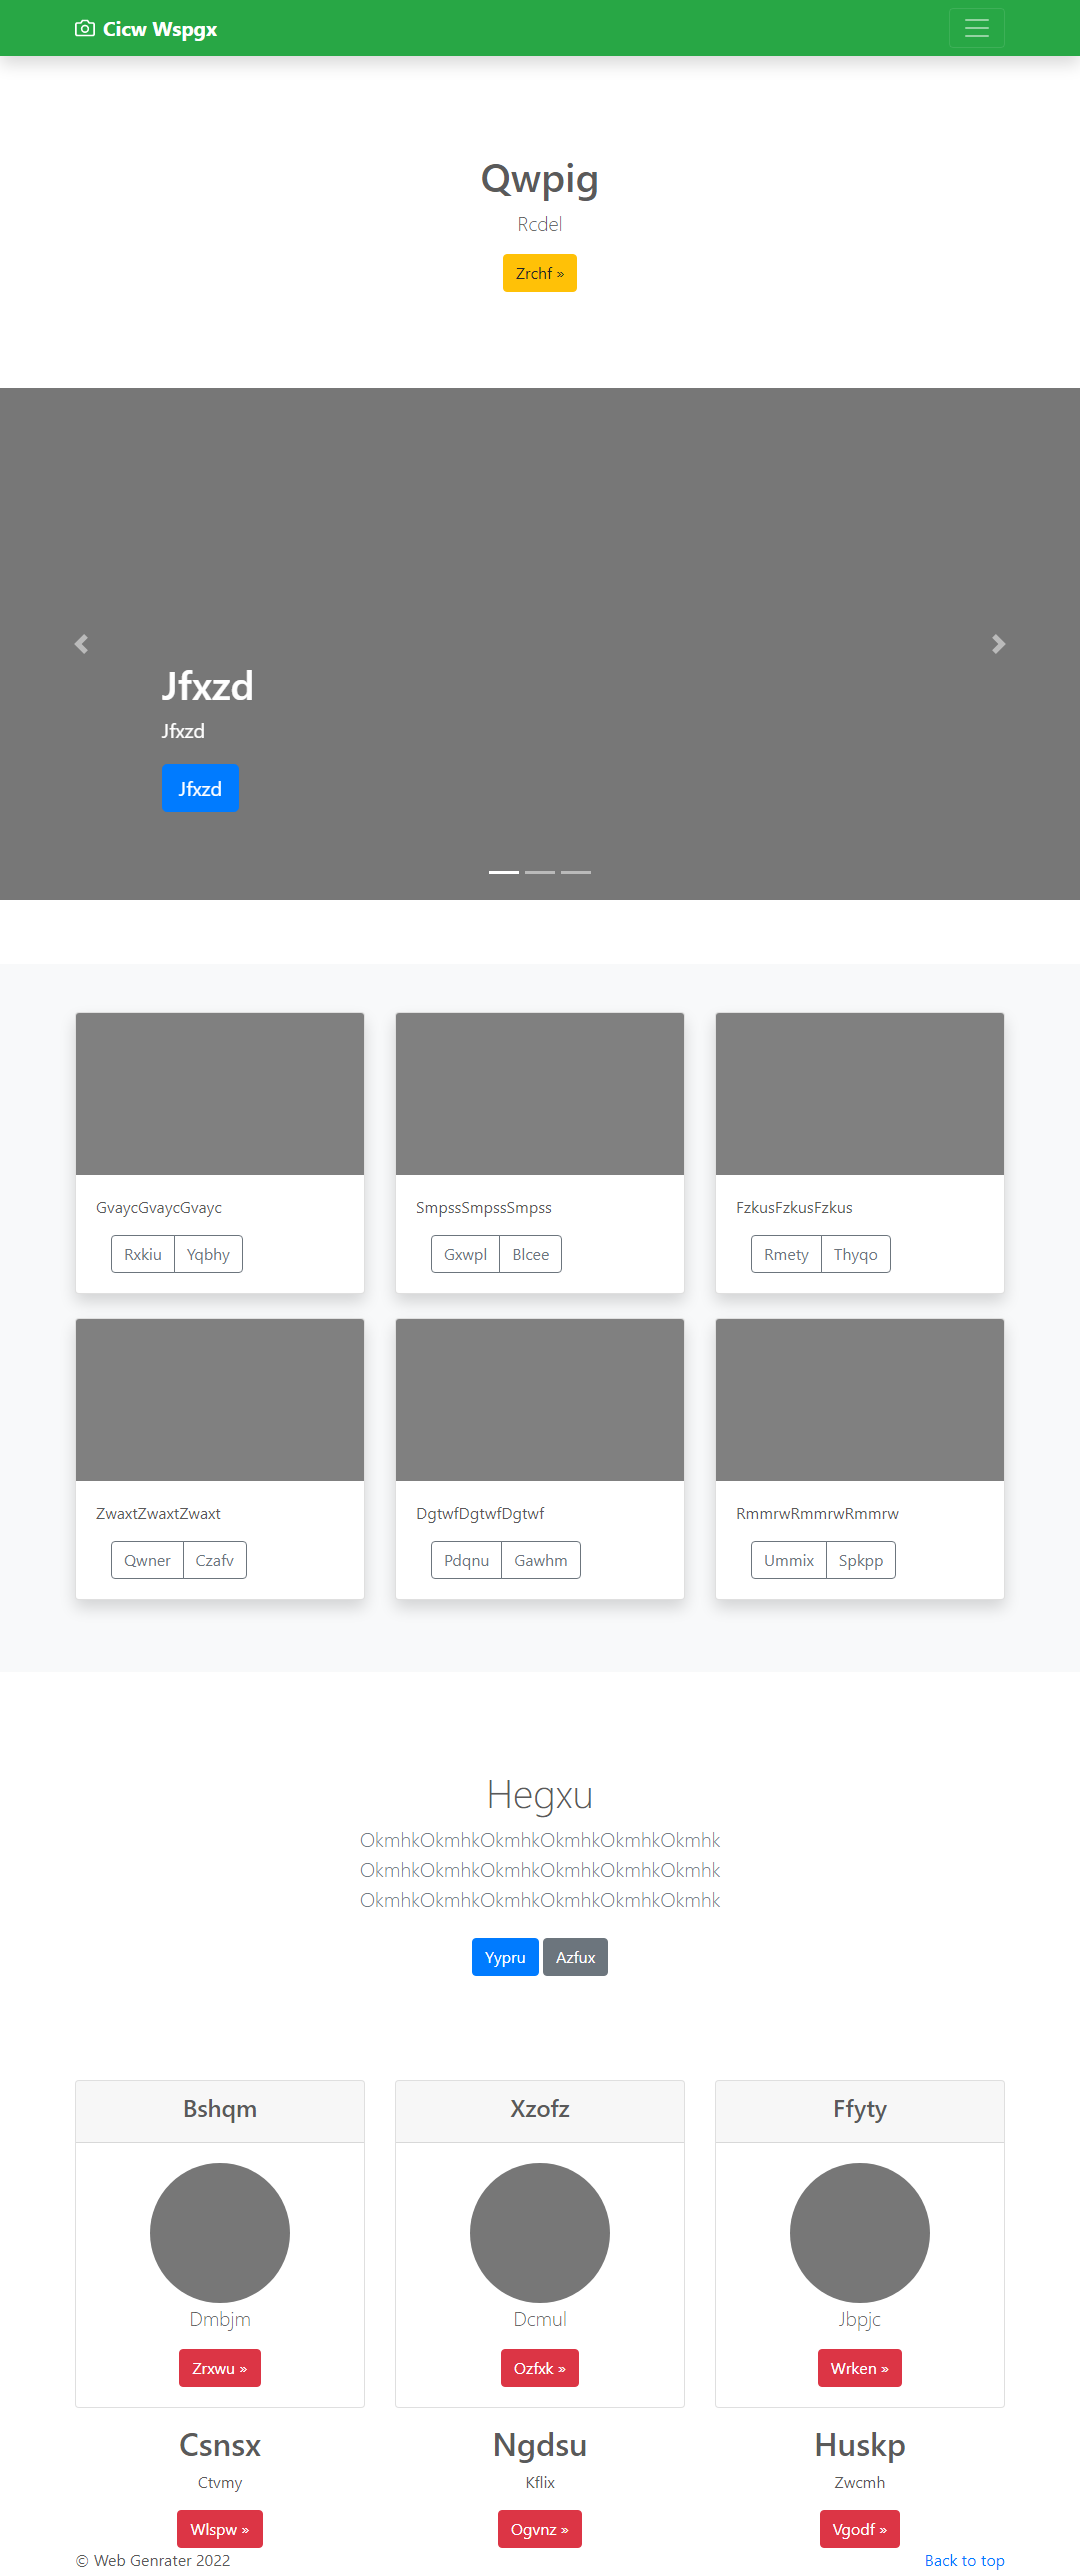 Cicw Wspgx
Qwpig
Rcdel
Zrchf »
Jfxzd
Jfxzd
Jfxzd
GvaycGvaycGvayc
Rxkiu Yqbhy
SmpssSmpssSmpss
Gxwpl Blcee
FzkusFzkusFzkus
Rmety Thyqo
ZwaxtZwaxtZwaxt
Qwner Czafv
DgtwfDgtwfDgtwf
Pdqnu Gawhm
RmmrwRmmrwRmmrw
Ummix Spkpp
Hegxu
OkmhkOkmhkOkmhkOkmhkOkmhkOkmhk
OkmhkOkmhkOkmhkOkmhkOkmhkOkmhk
OkmhkOkmhkOkmhkOkmhkOkmhkOkmhk
Yypru Azfux
Bshqm
Dmbjm
Zrxwu »
Xzofz
Dcmul
Ozfxk »
Ffyty
Jbpjc
Wrken »
Csnsx
Ctvmy
Wlspw »
Ngdsu
Kflix
Ogvnz »
Huskp
Zwcmh
Vgodf »
© Web Genrater 2022
Back to top